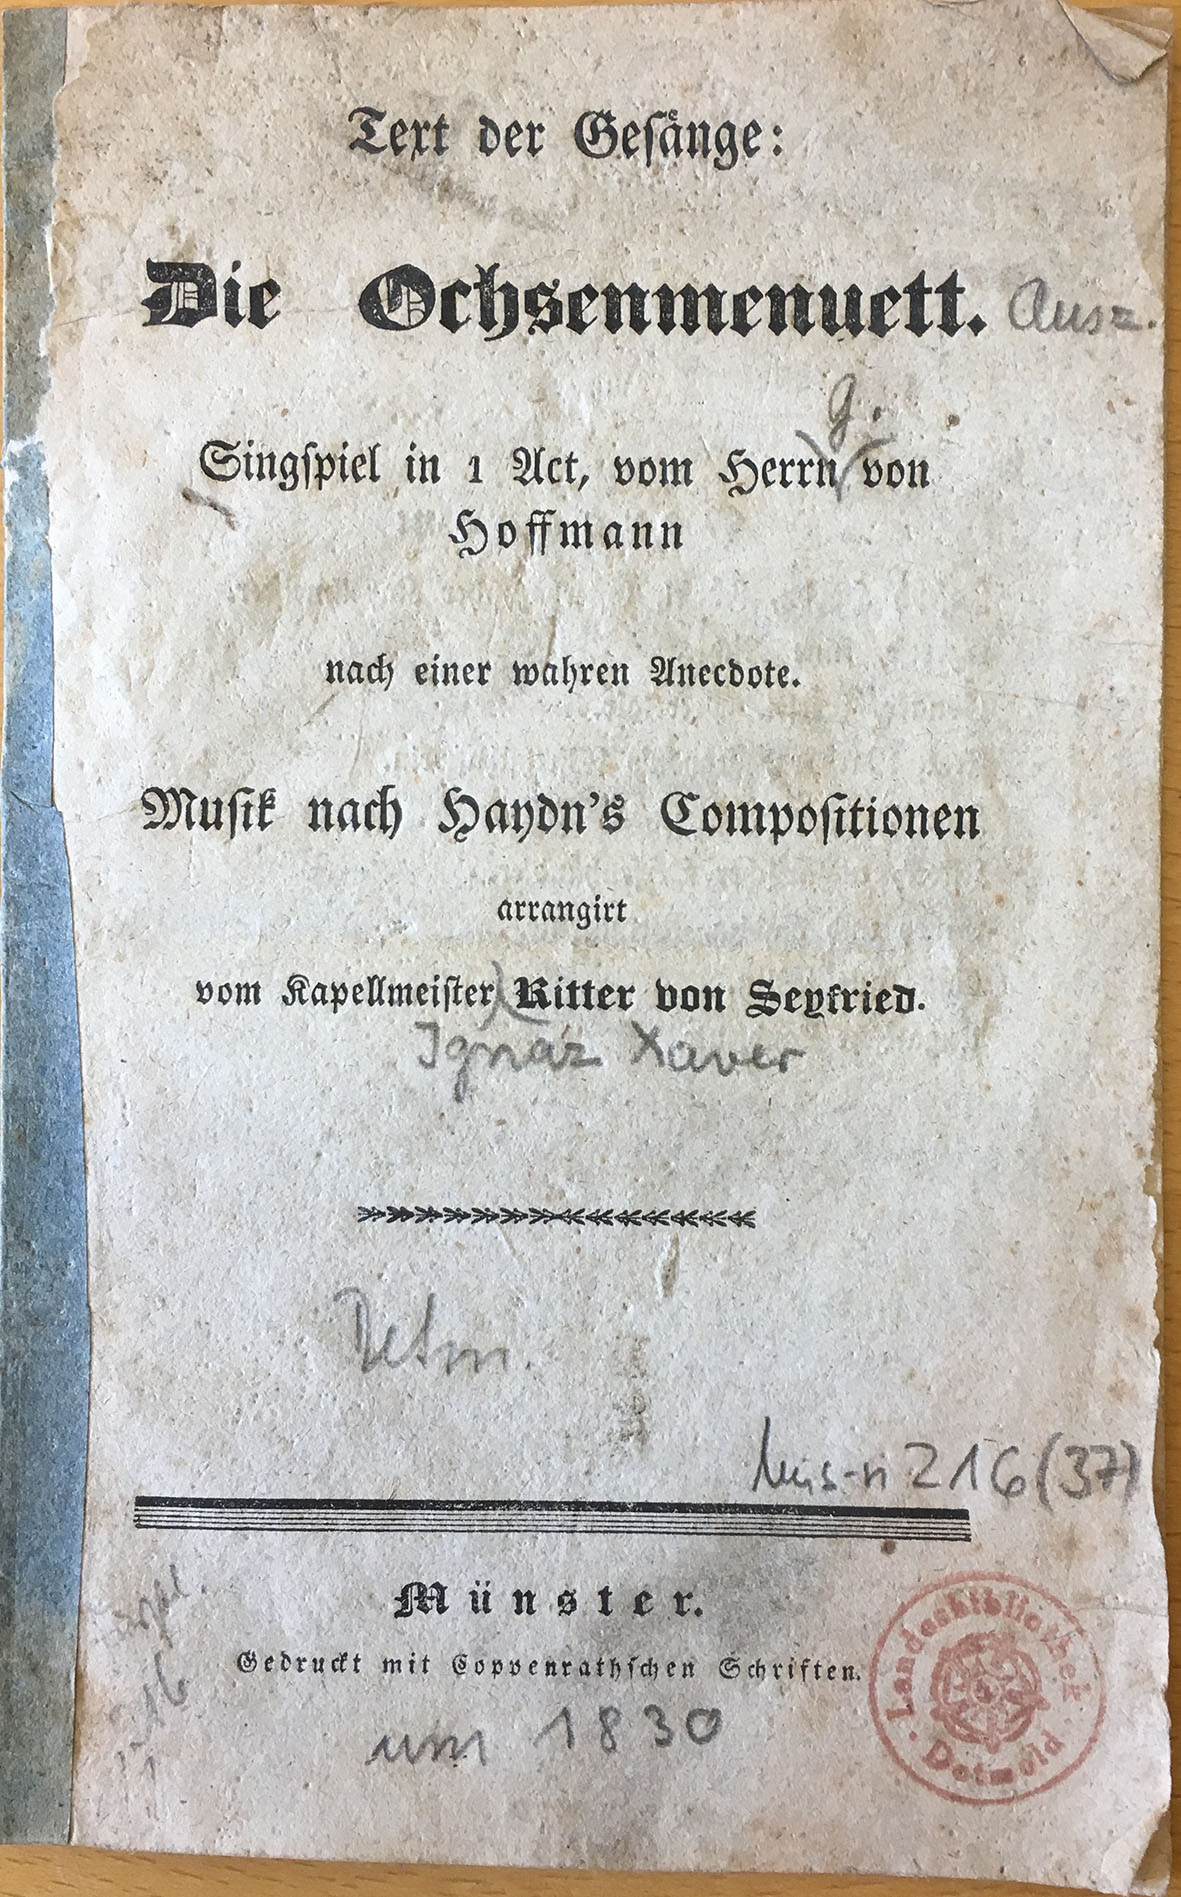 Text der Gesänge:
Die Ochsenmenuett. Ausz.
G.
Singspiel in 1 Act, vom Herrn von
Hoffmann
nach einer wahren Anecdote.
Musik nach Haydn's Compositionen
arrangirt
vom Kapellmeister Ritter von Seyfried.
Ignaz Xaver
Detm.
Mus-n 216 (37)
Münster.
Gedruckt mit Coppenrathschen Schriften.
um 1830
Landesbibliothek
Detmold